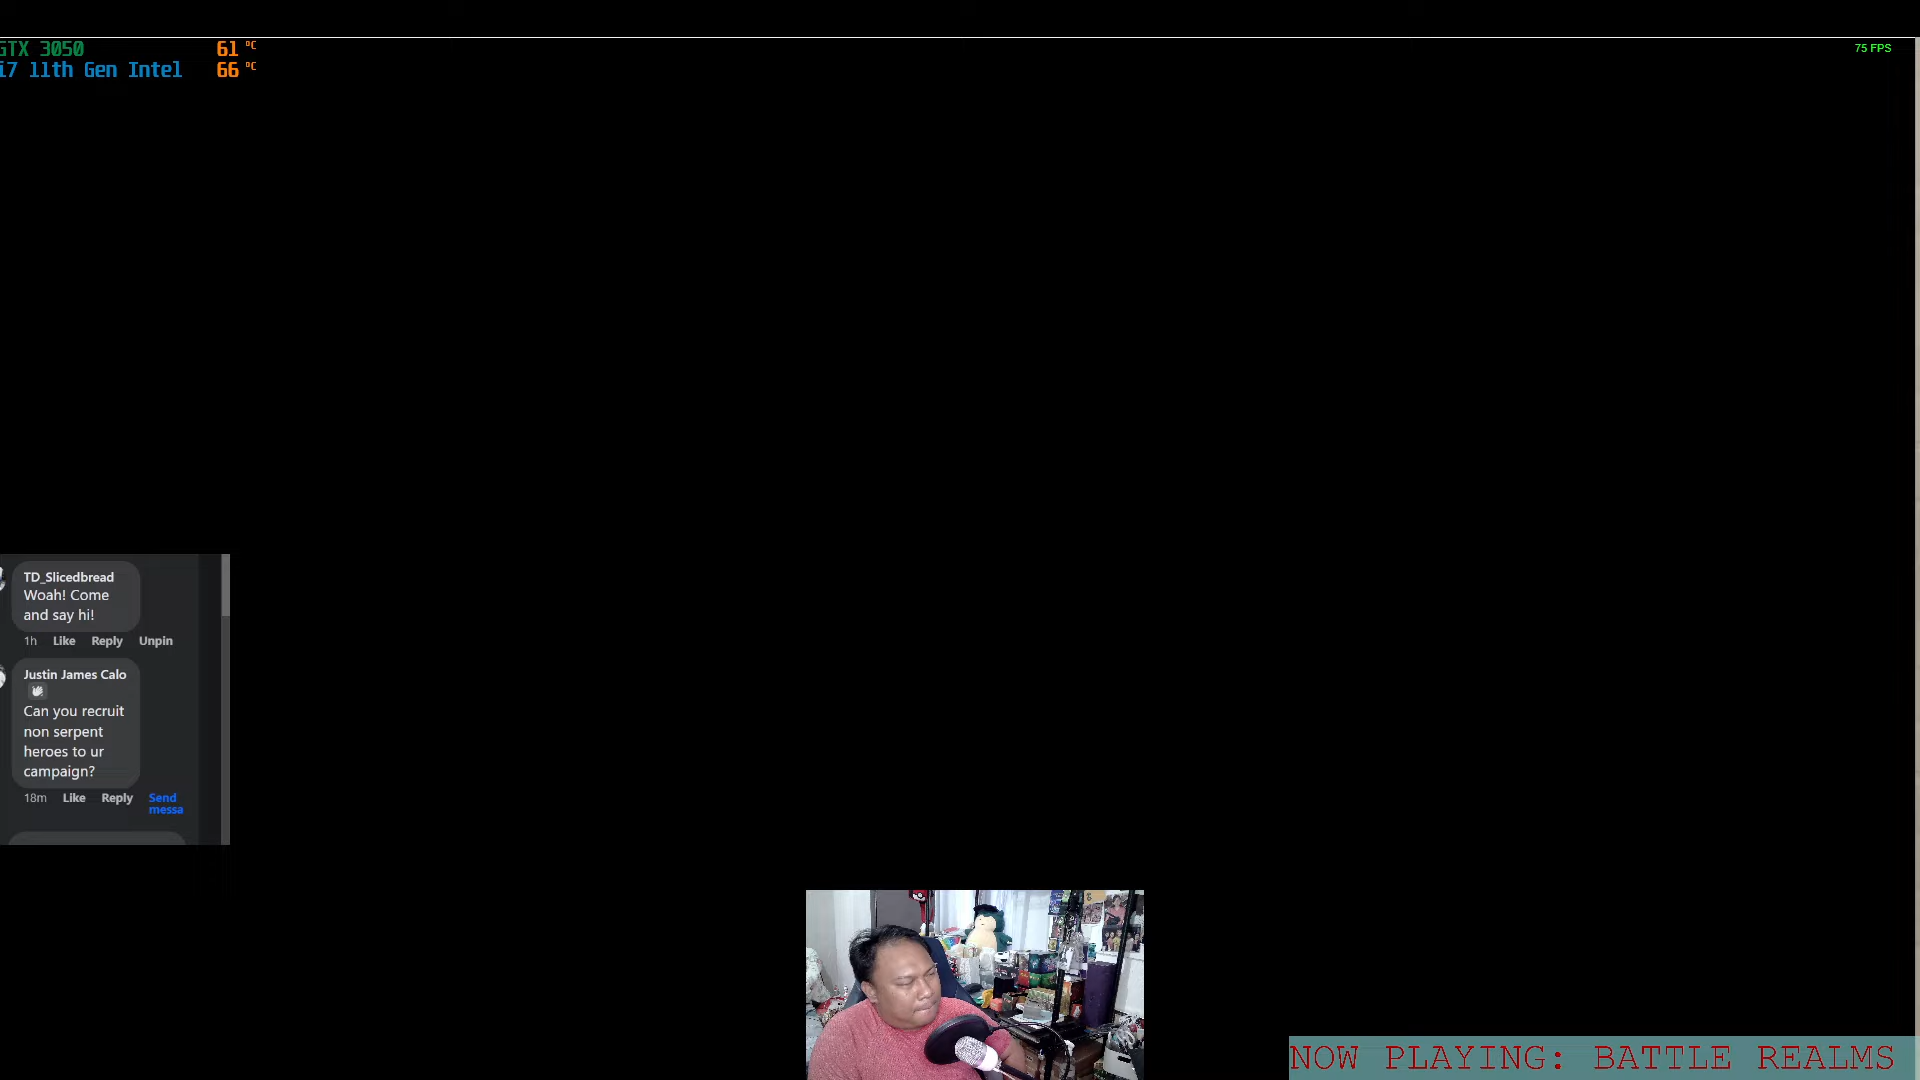 GTX 3050 61 °C
i7 11th Gen Intel 66 °C
75 FPS
TD_Slicedbread
Woah! Come
and say hi!
1h Like Reply Unpin
Justin James Calo
Can you recruit
non serpent
heroes to ur
campaign?
18m Like Reply Send
messa
NOW PLAYING: BATTLE REALMS